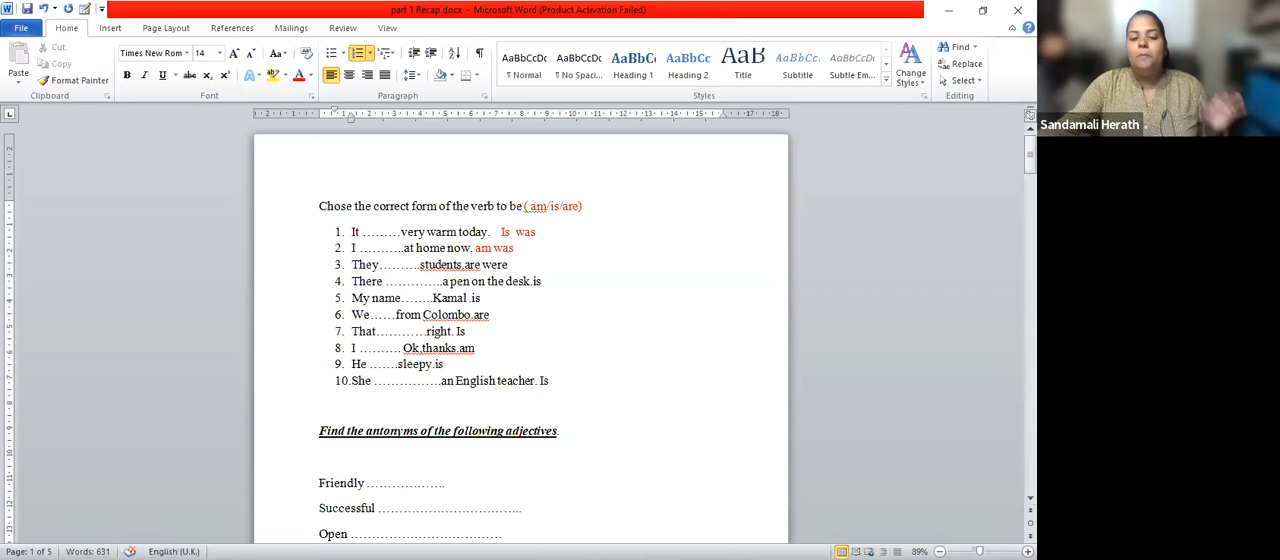 part 1 Recap.docx - Microsoft Word (Product Activation Failed)
File Home Insert Page Layout References Mailings Review View
Paste
Cut
Copy
Format Painter
Clipboard
Times New Rom 14
Font
Paragraph
AaBbCcDc AaBbCcDc AaBbCc AaBbCc AaB AaBbCc. AaBbCcDc
¶ Normal ¶ No Spaci... Heading 1 Heading 2 Title Subtitle Subtle Em...
Change Styles
Styles
Find
Replace
Select
Editing
Sandamali Herath
Chose the correct form of the verb to be ( am/is/are)
1. It ………very warm today. Is was
2. I ………..at home now. am was
3. They……….students.are were
4. There ………….a pen on the desk.is
5. My name……..Kamal .is
6. We……from Colombo.are
7. That…………right. Is
8. I ………. Ok,thanks.am
9. He …….sleepy.is
10. She …………….an English teacher. Is
Find the antonyms of the following adjectives.
Friendly …………………
Successful ………………………………..
Open ……………………………
Page: 1 of 5 Words: 631 English (U.K.) 89%